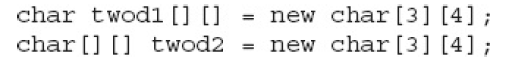 char twod1[][] = new char[3][4];
char[][] twod2 = new char[3][4];